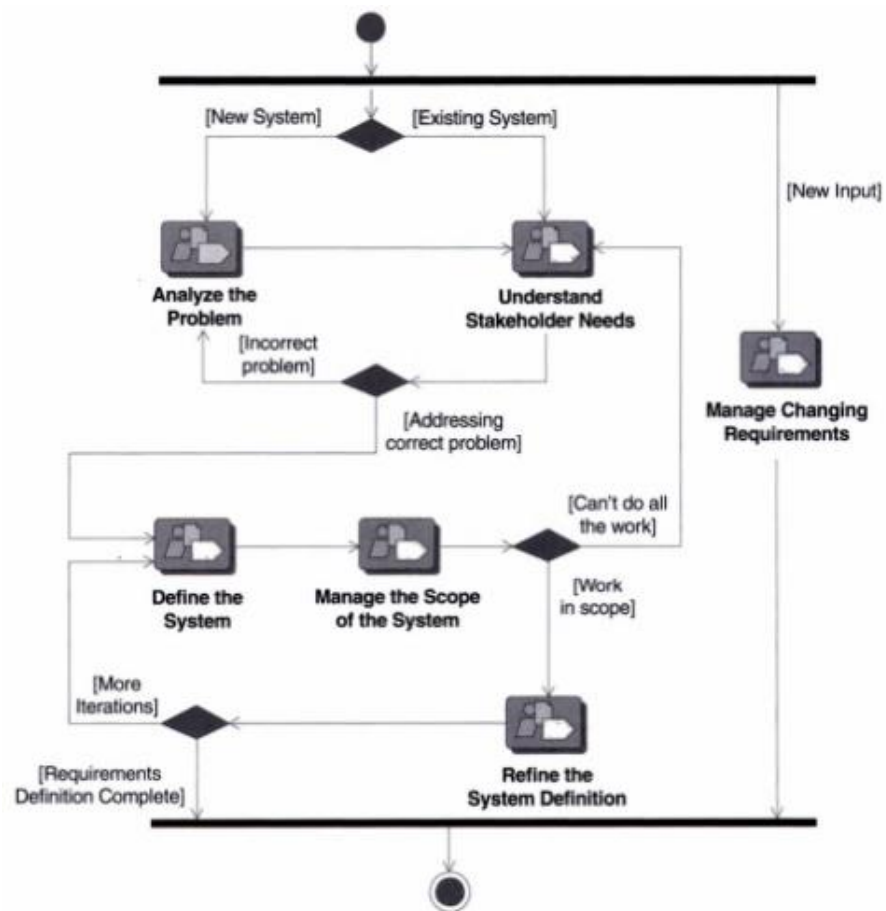 [New System]
[Existing System]
[New Input]
Analyze the
Problem
Understand
Stakeholder Needs
[Incorrect
problem]
Manage Changing
Requirements
[Addressing
correct problem]
[Can't do all
the work]
Define the
System
Manage the Scope
of the System
[Work
in scope]
[More
Iterations]
Refine the
System Definition
[Requirements
Definition Complete]